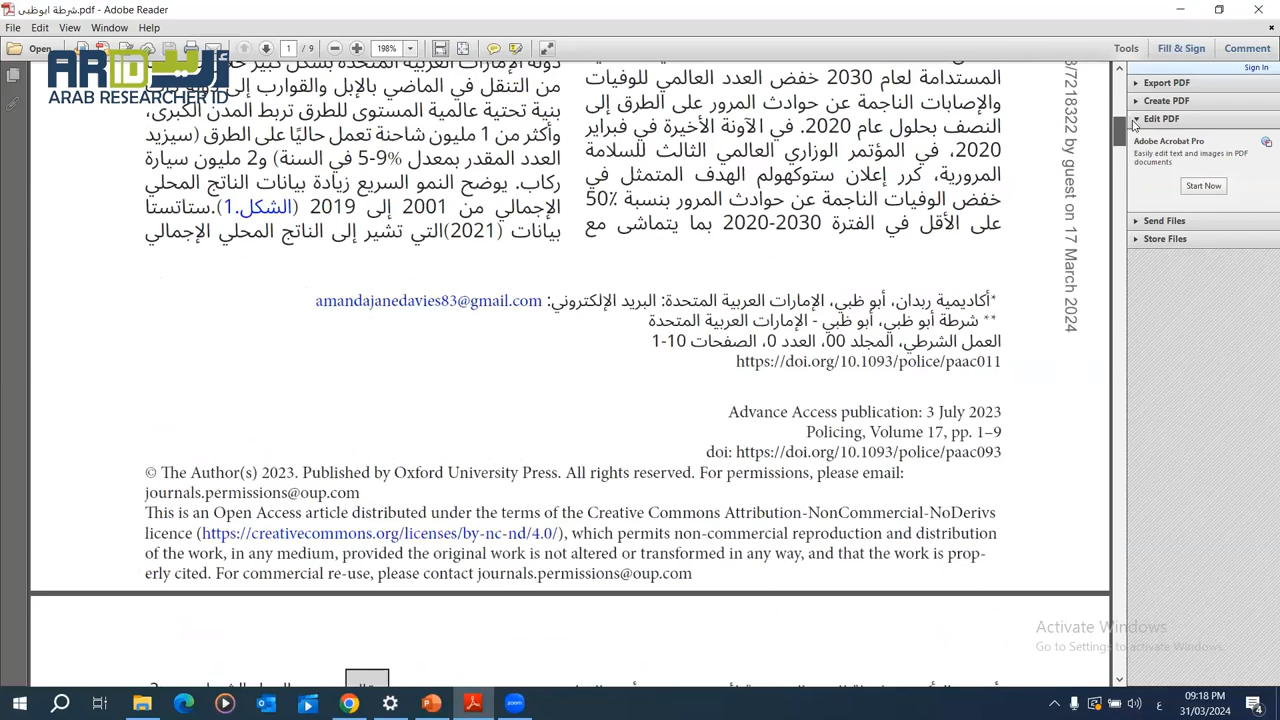 شرطة ابوظبى.pdf - Adobe Reader
File Edit View Window Help
Open 1 / 9 198% Tools Fill & Sign Comment
Sign In
ARID أريد
ARAB RESEARCHER ID
Export PDF
Create PDF
Edit PDF
Adobe Acrobat Pro
Easily edit text and images in PDF
documents
Start Now
Send Files
Store Files
المستدامة لعام 2030 خفض العدد العالمي للوفيات
والإصابات الناجمة عن حوادث المرور على الطرق إلى
النصف بحلول عام 2020. في الآونة الأخيرة في فبراير
2020، في المؤتمر الوزاري العالمي الثالث للسلامة
المرورية، كرر إعلان ستوكهولم الهدف المتمثل في
خفض الوفيات الناجمة عن حوادث المرور بنسبة 50٪
على الأقل في الفترة 2020-2030 بما يتماشى مع
دولة الإمارات العربية المتحدة بشكل كبير
من التنقل في الماضي بالإبل والقوارب إلى
بنية تحتية عالمية المستوى للطرق تربط المدن الكبرى،
وأكثر من 1 مليون شاحنة تعمل حاليًا على الطرق (سيزيد
العدد المقدر بمعدل %9-5 في السنة) و2 مليون سيارة
ركاب. يوضح النمو السريع زيادة بيانات الناتج المحلي
الإجمالي من 2001 إلى 2019 (الشكل.1).ستاتستا
بيانات (2021)التي تشير إلى الناتج المحلي الإجمالي
3/7218322 by guest on 17 March 2024
*أكاديمية ربدان، أبو ظبي، الإمارات العربية المتحدة: البريد الإلكتروني: amandajanedavies83@gmail.com
** شرطة أبو ظبي، أبو ظبي - الإمارات العربية المتحدة
العمل الشرطي، المجلد 00، العدد 0، الصفحات 10-1
https://doi.org/10.1093/police/paac011
Advance Access publication: 3 July 2023
Policing, Volume 17, pp. 1–9
doi: https://doi.org/10.1093/police/paac093
© The Author(s) 2023. Published by Oxford University Press. All rights reserved. For permissions, please email:
journals.permissions@oup.com
This is an Open Access article distributed under the terms of the Creative Commons Attribution-NonCommercial-NoDerivs
licence (https://creativecommons.org/licenses/by-nc-nd/4.0/), which permits non-commercial reproduction and distribution
of the work, in any medium, provided the original work is not altered or transformed in any way, and that the work is prop-
erly cited. For commercial re-use, please contact journals.permissions@oup.com
Activate Windows
Go to Settings to activate Windows.
09:18 PM
31/03/2024